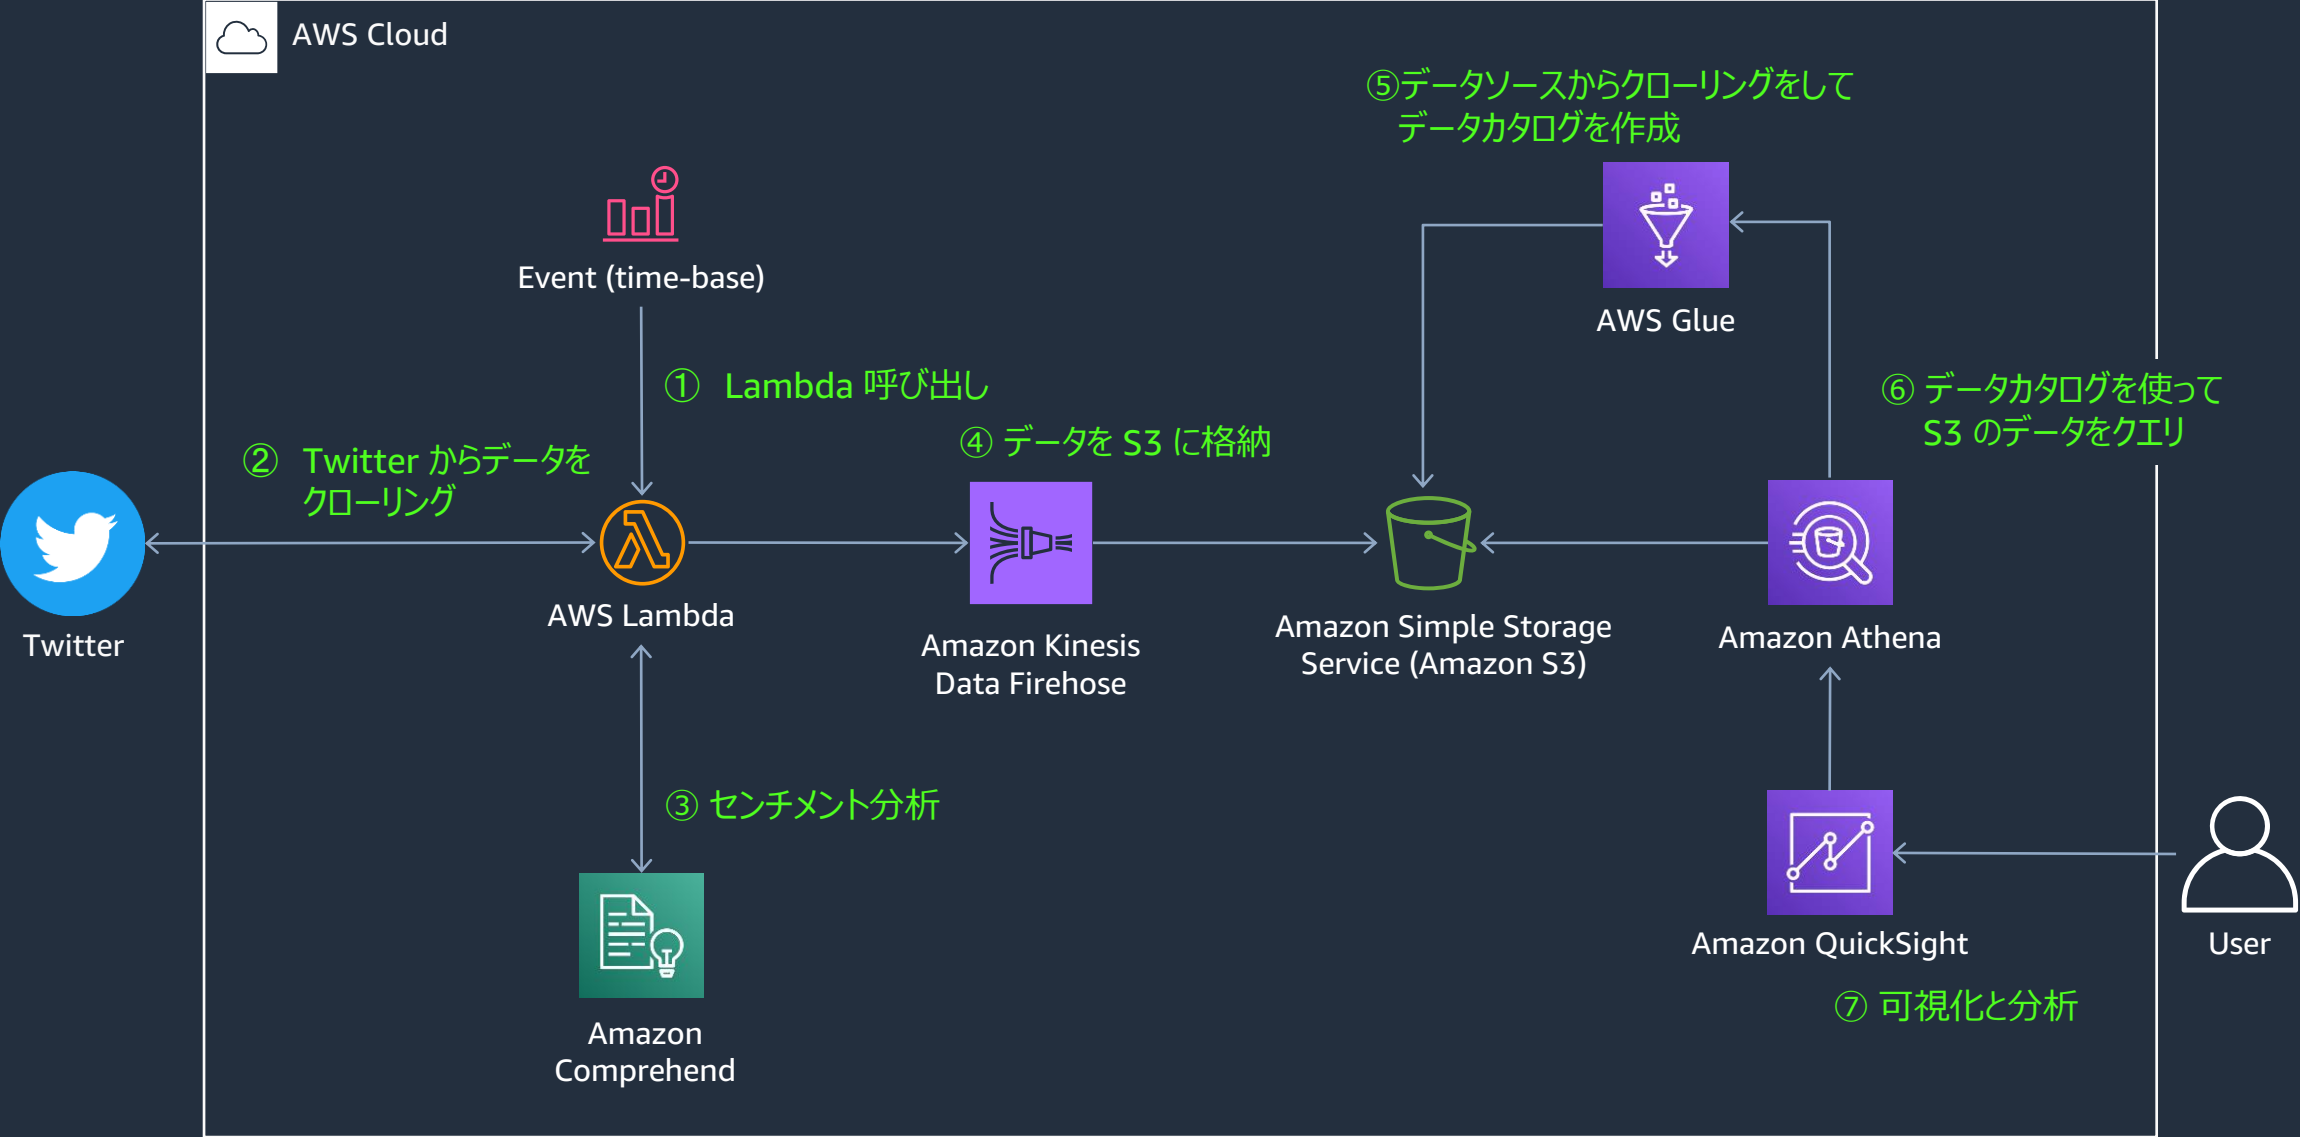 AWS Cloud
⑤データソースからクローリングをして
データカタログを作成
Event (time-base)
AWS Glue
① Lambda 呼び出し
⑥ データカタログを使って
S3 のデータをクエリ
④ データを S3 に格納
② Twitter からデータを
クローリング
Twitter
AWS Lambda
Amazon Kinesis
Data Firehose
Amazon Simple Storage
Service (Amazon S3)
Amazon Athena
③ センチメント分析
Amazon
Comprehend
Amazon QuickSight
User
⑦ 可視化と分析